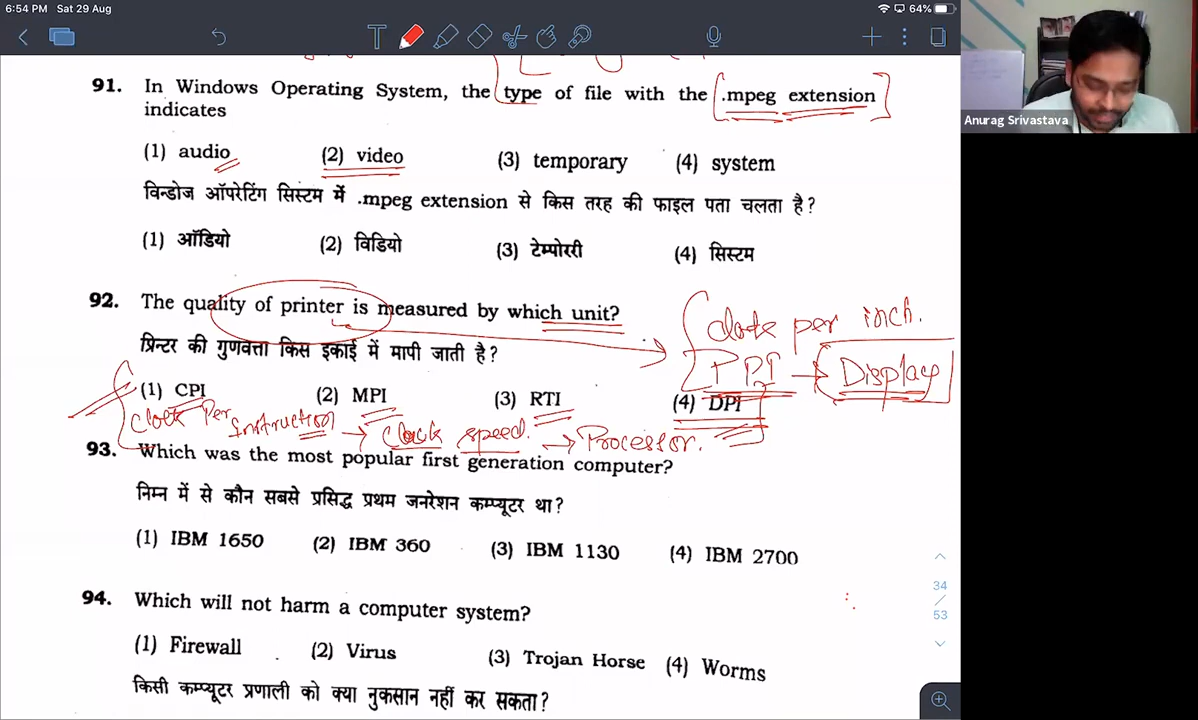 6:54 PM Sat 29 Aug
64%
Anurag Srivastava
91. In Windows Operating System, the type of file with the .mpeg extension
indicates
(1) audio (2) video (3) temporary (4) system
विन्डोज ऑपरेटिंग सिस्टम में .mpeg extension से किस तरह की फाइल पता चलता है?
(1) ऑडियो (2) विडियो (3) टेम्पोररी (4) सिस्टम
92. The quality of printer is measured by which unit?
dots per inch.
प्रिन्टर की गुणवत्ता किस इकाई में मापी जाती है?
PPI → Display
(1) CPI (2) MPI (3) RTI (4) DPI
Clock Per Instruction → Clock speed. → Processor.
93. Which was the most popular first generation computer?
निम्न में से कौन सबसे प्रसिद्ध प्रथम जनरेशन कम्प्यूटर था?
(1) IBM 1650 (2) IBM 360 (3) IBM 1130 (4) IBM 2700
34
/
53
94. Which will not harm a computer system?
(1) Firewall (2) Virus (3) Trojan Horse (4) Worms
किसी कम्प्यूटर प्रणाली को क्या नुकसान नहीं कर सकता?